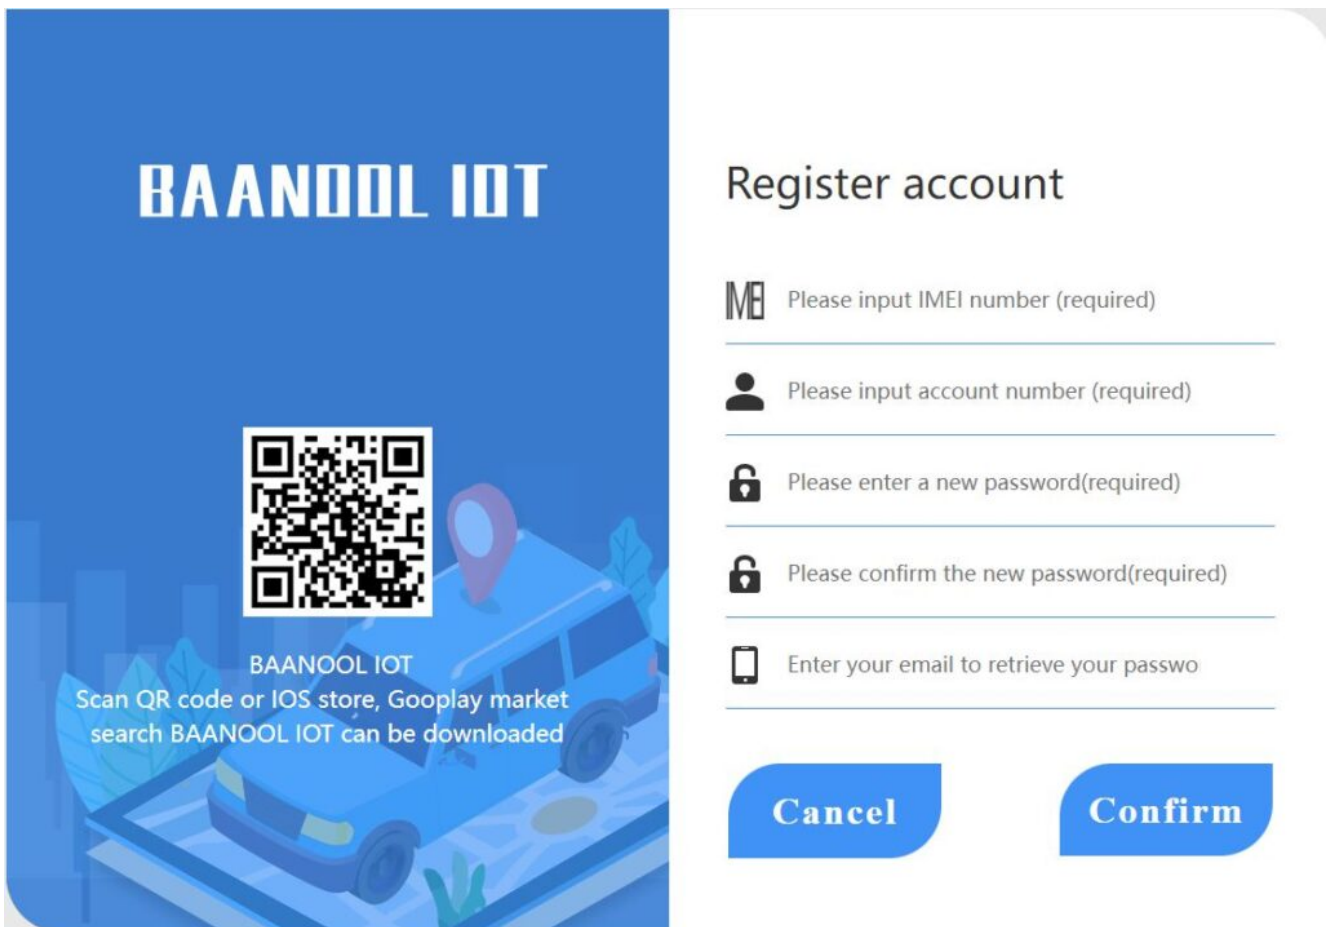 BAANOOL IOT
BAANOOL IOT
Scan QR code or IOS store, Gooplay market
search BAANOOL IOT can be downloaded
Register account
IMEI
Please input IMEI number (required)
Please input account number (required)
Please enter a new password(required)
Please confirm the new password(required)
Enter your email to retrieve your passwo
Cancel
Confirm